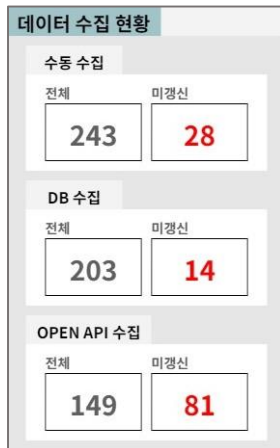 데이터 수집 현황
수동 수집
전체 미갱신
243 28
DB 수집
전체 미갱신
203 14
OPEN API 수집
전체 미갱신
149 81